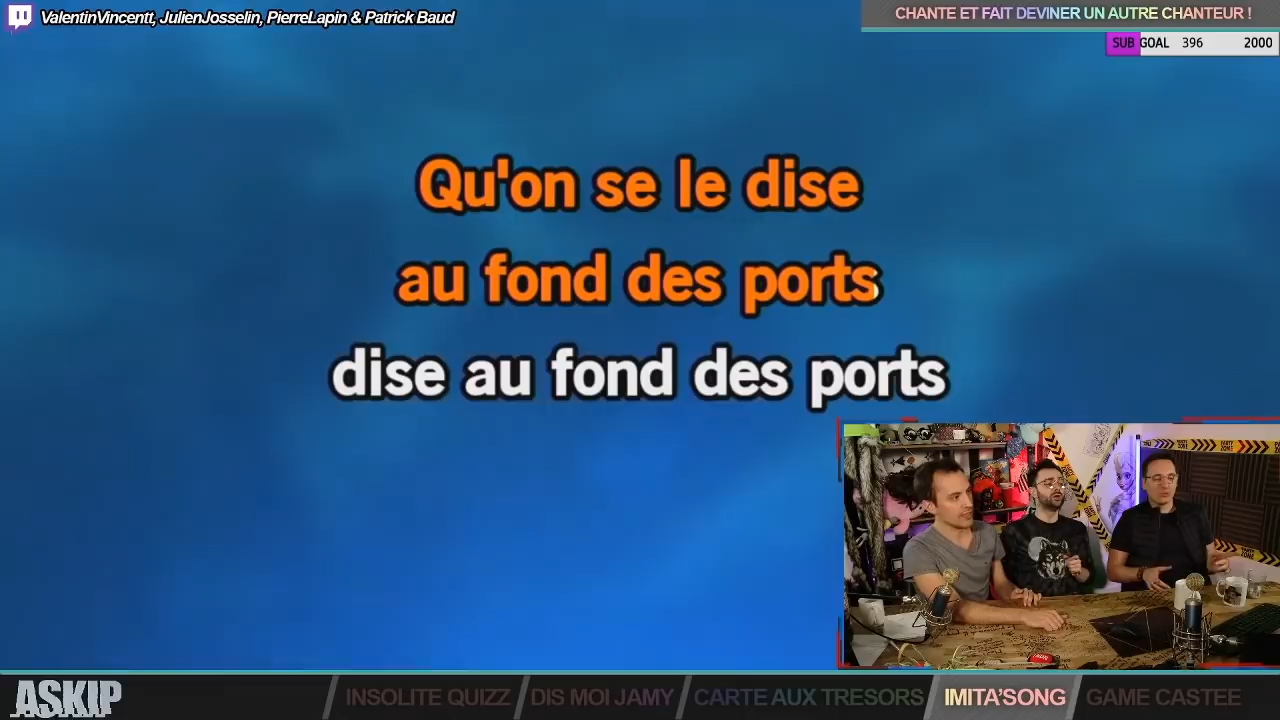 ValentinVincentt, JulienJosselin, PierreLapin & Patrick Baud
CHANTE ET FAIT DEVINER UN AUTRE CHANTEUR !
SUB GOAL 396 2000
Qu'on se le dise
au fond des ports
dise au fond des ports
ASKIP
INSOLITE QUIZZ
DIS MOI JAMY
CARTE AUX TRESORS
IMITA'SONG
GAME CASTEE